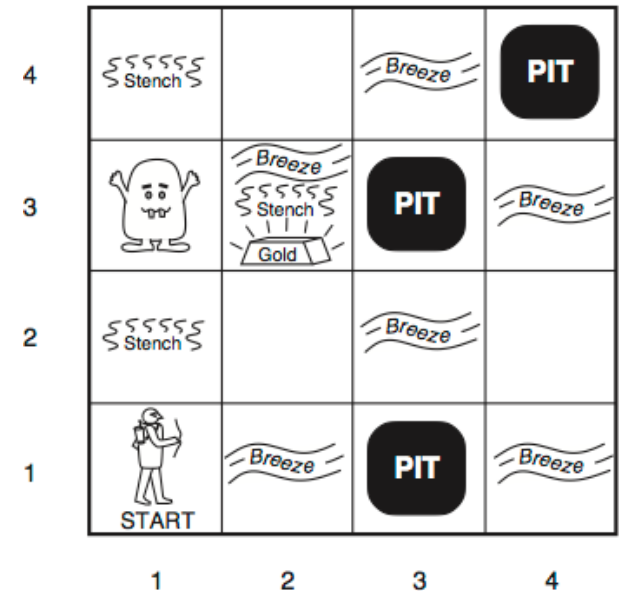 4
Stench
Breeze
PIT
3
Breeze
Stench
Gold
PIT
Breeze
2
Stench
Breeze
1
START
Breeze
PIT
Breeze
1 2 3 4